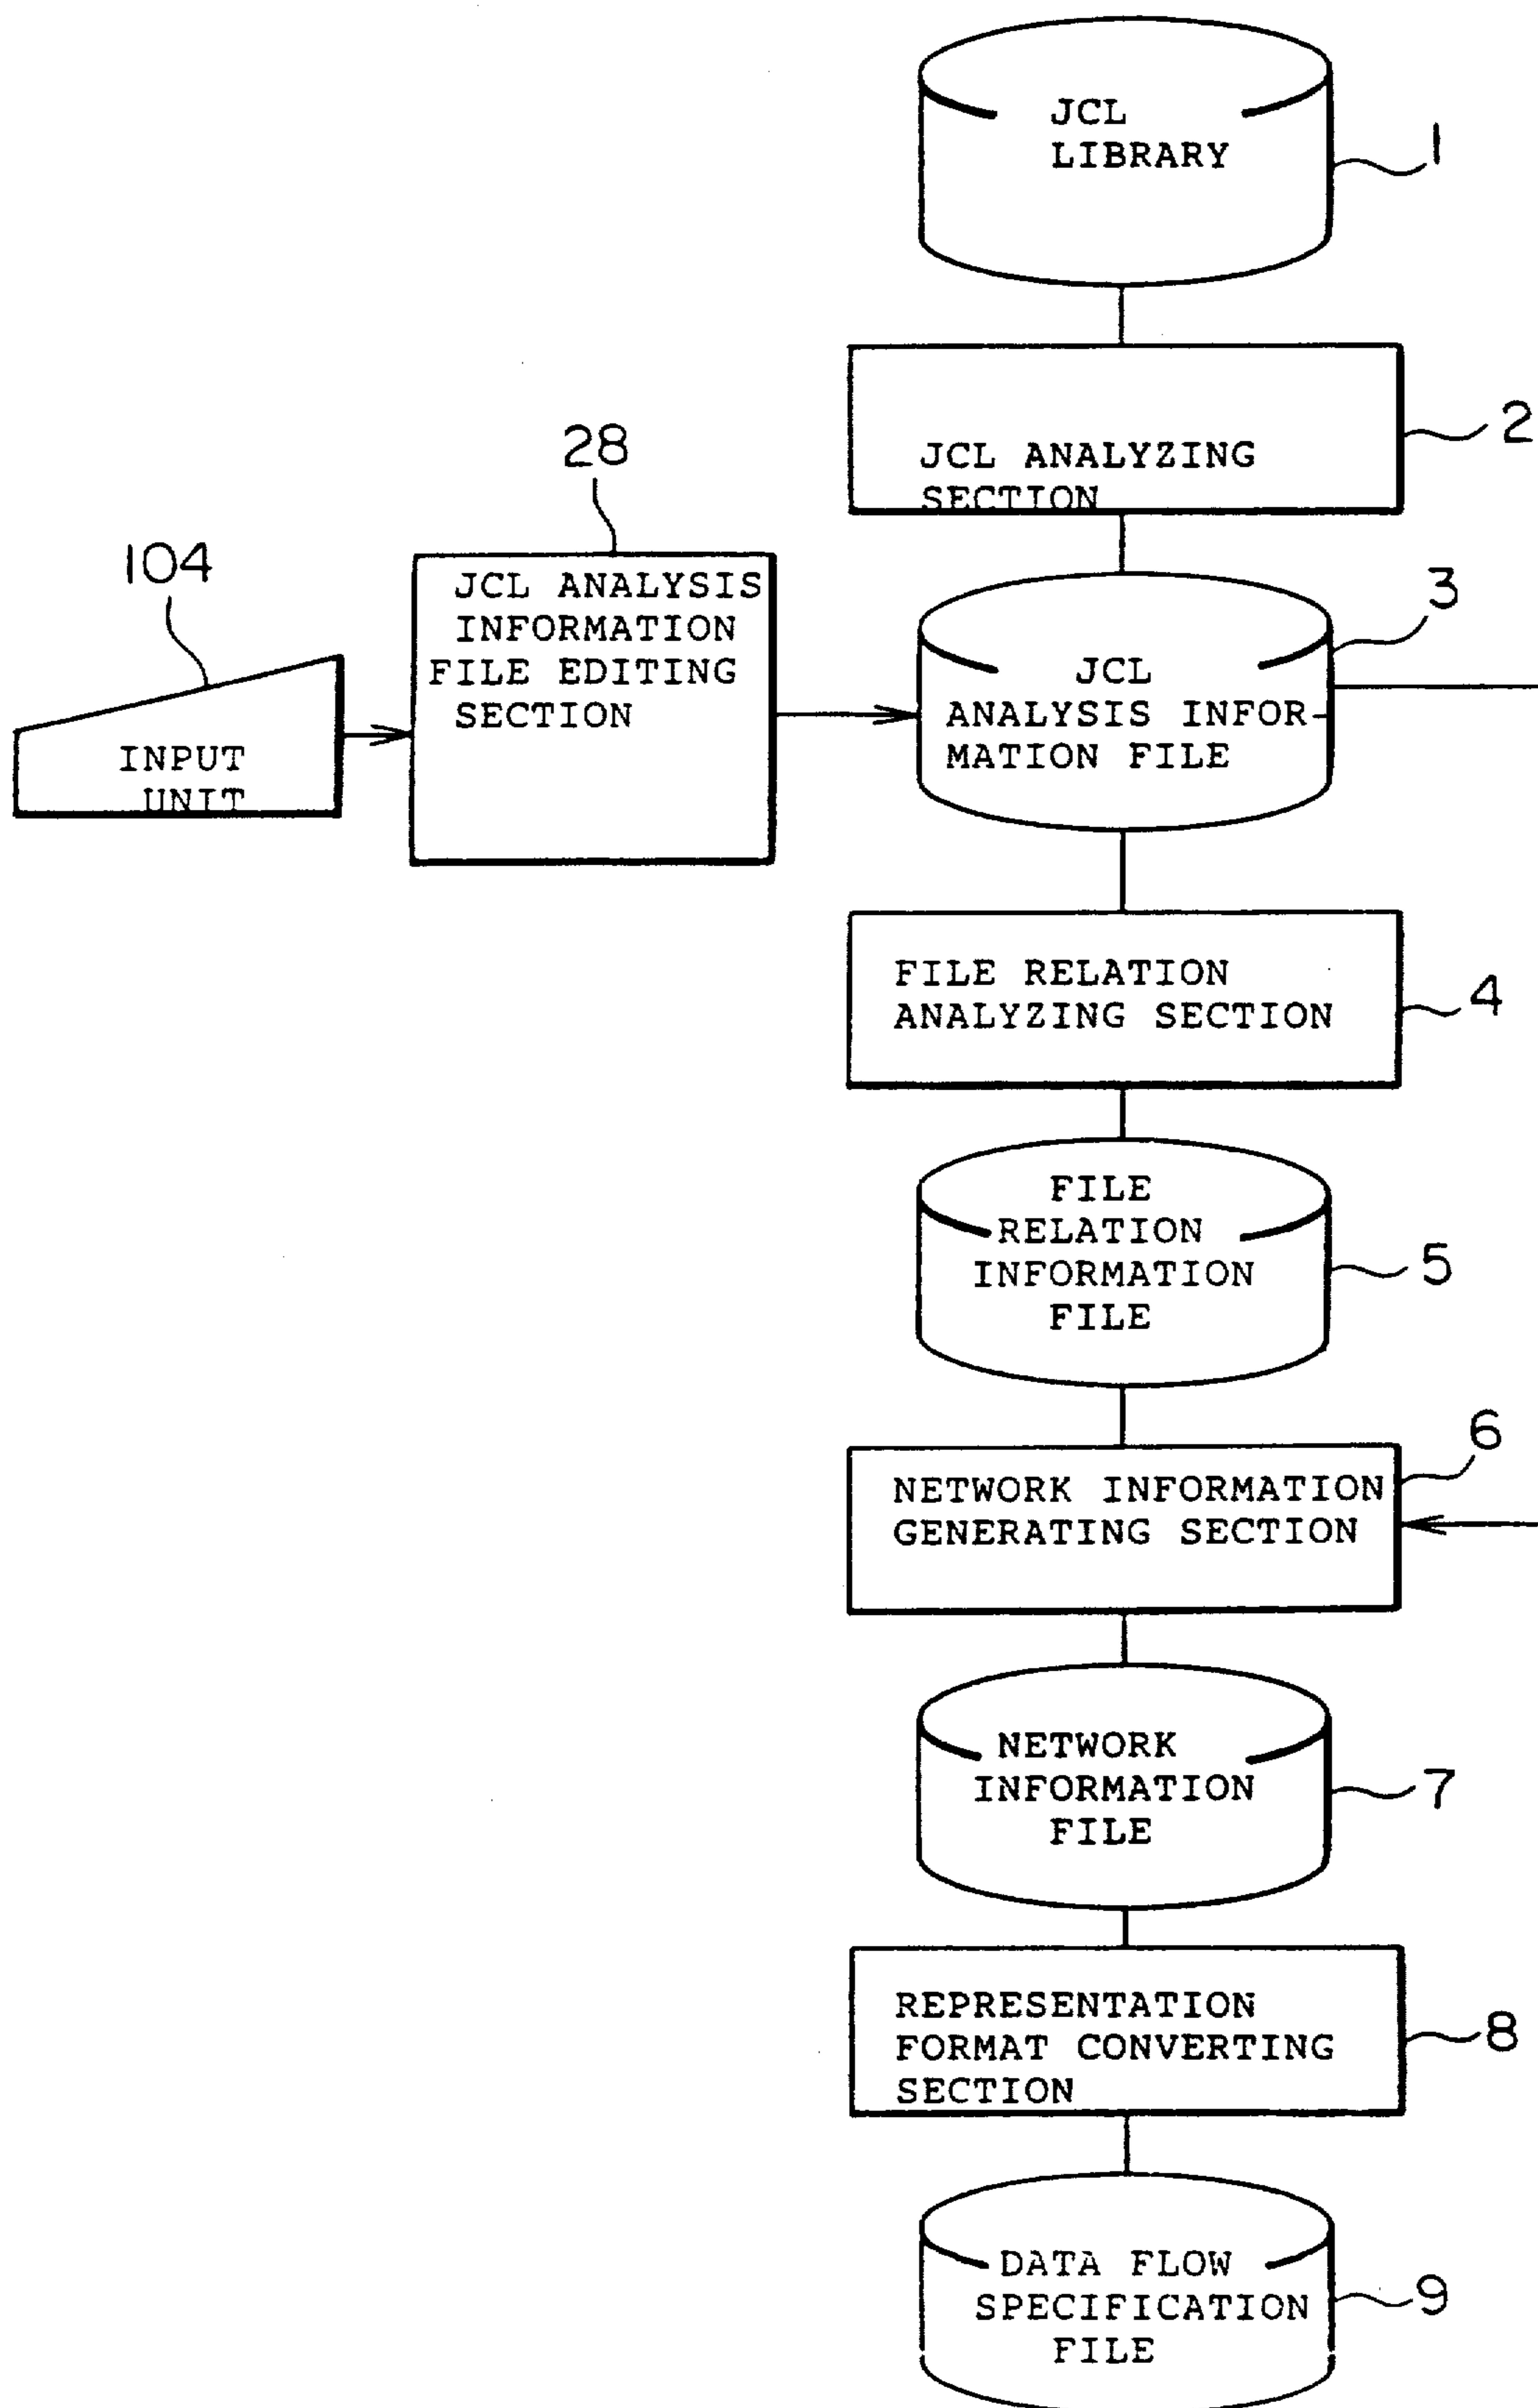 JCL
LIBRARY
1
JCL ANALYZING
SECTION
2
28
104
JCL ANALYSIS
INFORMATION
FILE EDITING
SECTION
INPUT
UNIT
3
JCL
ANALYSIS INFOR-
MATION FILE
FILE RELATION
ANALYZING SECTION
4
FILE
RELATION
INFORMATION
FILE
5
6
NETWORK INFORMATION
GENERATING SECTION
NETWORK
INFORMATION
FILE
7
REPRESENTATION
FORMAT CONVERTING
SECTION
8
DATA FLOW
SPECIFICATION
FILE
9